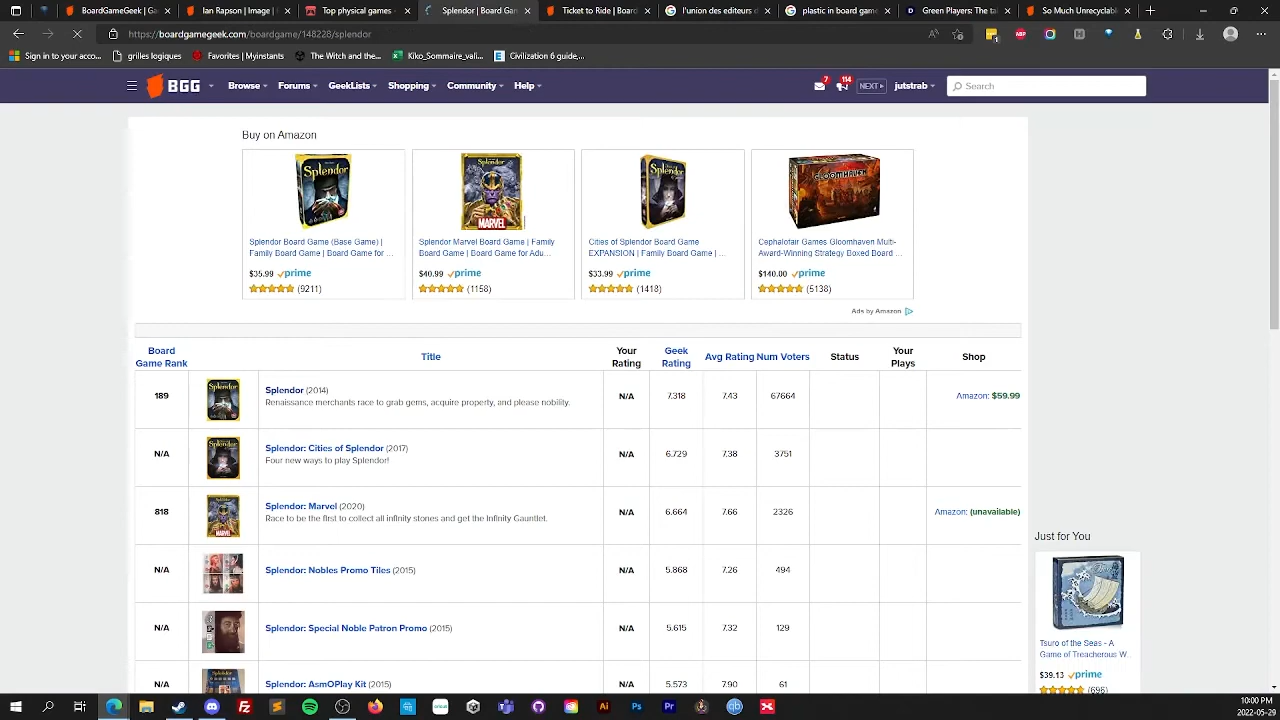 BoardGameGeek | Ga
Ian Rapson | Image |
Top physical games
Splendor | Board Ga
Ticket to Ride | Board
l'union des editeurs d
plastic in board game
Green Players: The tal
So Much Unrecyclab
https://boardgamegeek.com/boardgame/148228/splendor
Sign in to your acco...
grilles logiques
Favorites | Myinstants
The Witch and the...
Kiko_Sommaire_vali...
Civilization 6 guide,...
BGG
Browse
Forums
GeekLists
Shopping
Community
Help
7
114
NEXT
jutstrab
Search
Buy on Amazon
Splendor Board Game (Base Game) |
Family Board Game | Board Game for ...
$35.99 prime
(9211)
Splendor Marvel Board Game | Family
Board Game | Board Game for Adu...
$40.99 prime
(1158)
Cities of Splendor Board Game
EXPANSION | Family Board Game | ...
$33.99 prime
(1418)
Cephalofair Games Gloomhaven Multi-
Award-Winning Strategy Boxed Board ...
$140.00 prime
(5138)
Ads by Amazon
Board Game Rank
Title
Your Rating
Geek Rating
Avg Rating
Num Voters
Status
Your Plays
Shop
189
Splendor (2014)
Renaissance merchants race to grab gems, acquire property, and please nobility.
N/A
7.318
7.43
67664
Amazon: $59.99
N/A
Splendor: Cities of Splendor (2017)
Four new ways to play Splendor!
N/A
6.729
7.38
3751
818
Splendor: Marvel (2020)
Race to be the first to collect all infinity stones and get the Infinity Gauntlet.
N/A
6.664
7.66
2326
Amazon: (unavailable)
N/A
Splendor: Nobles Promo Tiles (2015)
N/A
5.868
7.26
494
N/A
Splendor: Special Noble Patron Promo (2015)
N/A
5.615
7.32
129
N/A
Splendor: AsmOPlay Kit (2015)
N/A
5.573
7.90
61
Just for You
Tsuro of the Seas - A
Game of Treacherous W...
$39.13 prime
(696)
10:00 PM
2022-05-29